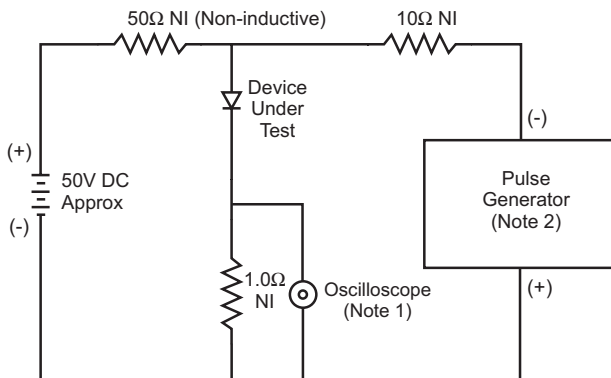 50Ω NI (Non-inductive)
10Ω NI
Device
Under
Test
(+)
50V DC
Approx
(-)
(-)
Pulse
Generator
(Note 2)
(+)
1.0Ω
NI
Oscilloscope
(Note 1)